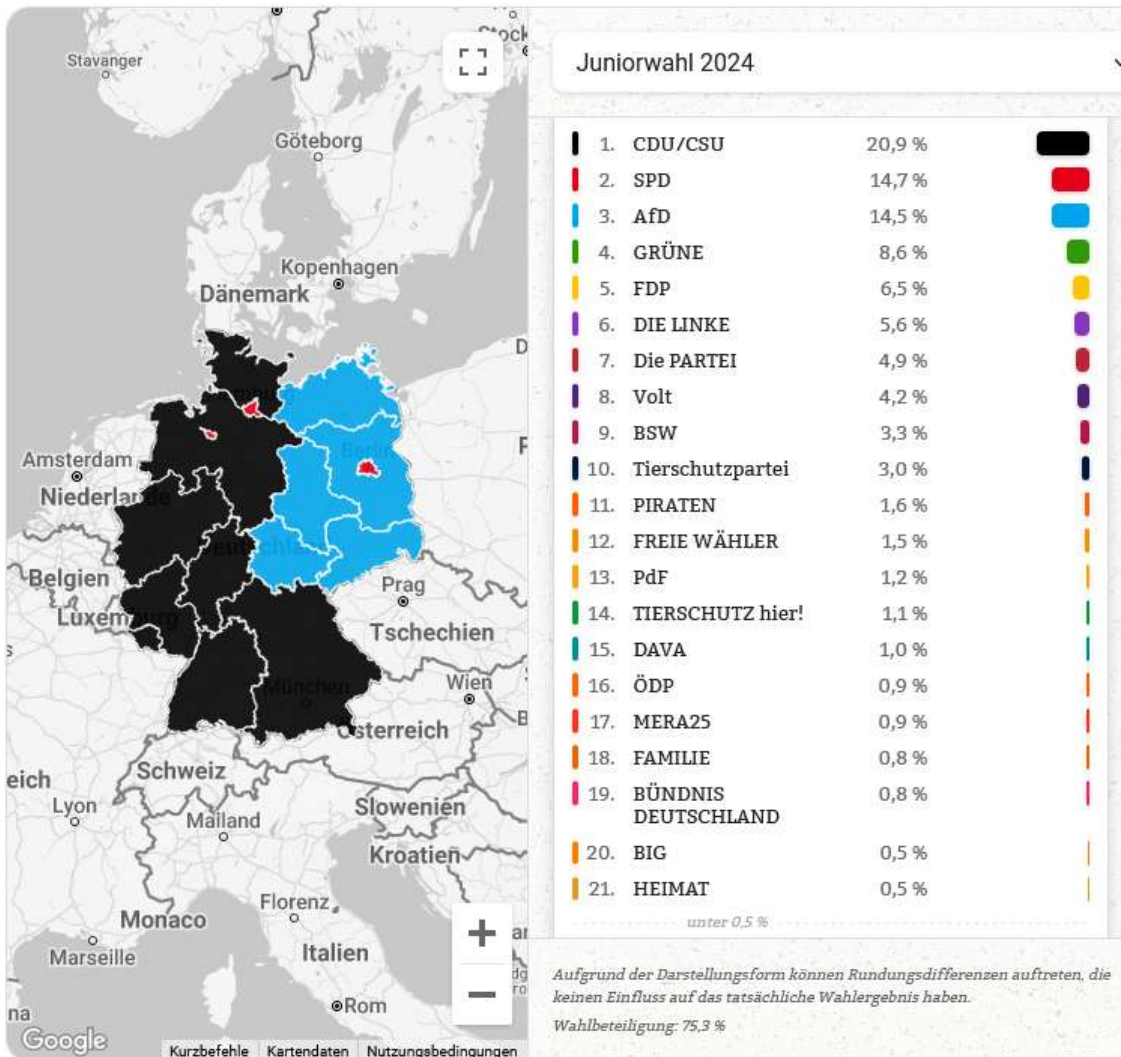 Stavanger
Stock
Göteborg
Kopenhagen
Dänemark
D
Berlin
P
Amsterdam
Niederlande
Deutschland
Belgien
Prag
Luxemburg
Tschechien
s
Wien
München
B
Österreich
eich
Schweiz
Lyon
Slowenien
Mailand
Kroatien
Florenz
Monaco
+
Marseille
Italien
−
Rom
na
Google
Kurzbefehle
Kartendaten
Nutzungsbedingungen
Juniorwahl 2024
1. CDU/CSU 20,9 %
2. SPD 14,7 %
3. AfD 14,5 %
4. GRÜNE 8,6 %
5. FDP 6,5 %
6. DIE LINKE 5,6 %
7. Die PARTEI 4,9 %
8. Volt 4,2 %
9. BSW 3,3 %
10. Tierschutzpartei 3,0 %
11. PIRATEN 1,6 %
12. FREIE WÄHLER 1,5 %
13. PdF 1,2 %
14. TIERSCHUTZ hier! 1,1 %
15. DAVA 1,0 %
16. ÖDP 0,9 %
17. MERA25 0,9 %
18. FAMILIE 0,8 %
19. BÜNDNIS 0,8 %
DEUTSCHLAND
20. BIG 0,5 %
21. HEIMAT 0,5 %
unter 0,5 %
Aufgrund der Darstellungsform können Rundungsdifferenzen auftreten, die
keinen Einfluss auf das tatsächliche Wahlergebnis haben.
Wahlbeteiligung: 75,3 %